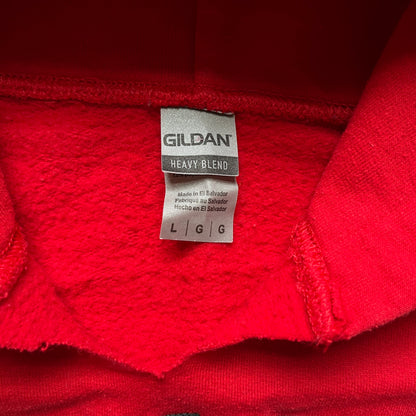 GILDAN
HEAVY BLEND
Made in El Salvador
Fabriqué au Salvador
Hecho en El Salvador
L | G | G